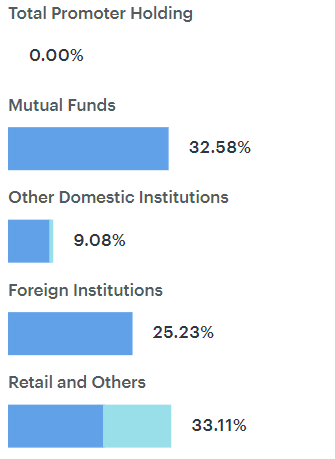 Total Promoter Holding
0.00%
Mutual Funds
32.58%
Other Domestic Institutions
9.08%
Foreign Institutions
25.23%
Retail and Others
33.11%